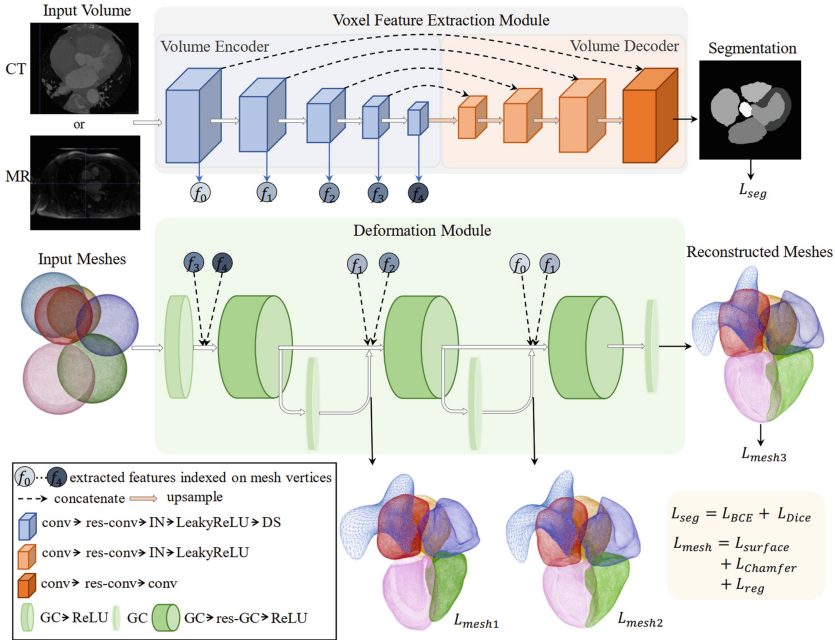 Input Volume
Voxel Feature Extraction Module
Volume Encoder
Volume Decoder
Segmentation
CT
or
MR
f0
f1
f2
f3
f4
Lseg
Deformation Module
Input Meshes
Reconstructed Meshes
f3
f4
f1
f2
f0
f1
Lmesh3
f0 ... f4 extracted features indexed on mesh vertices
concatenate
upsample
conv→res-conv→IN→LeakyReLU→DS
conv→res-conv→IN→LeakyReLU
conv→res-conv→conv
GC→ReLU
GC
GC→res-GC→ReLU
Lmesh1
Lmesh2
Lseg = LBCE + LDice
Lmesh = Lsurface
+ LChamfer
+ Lreg